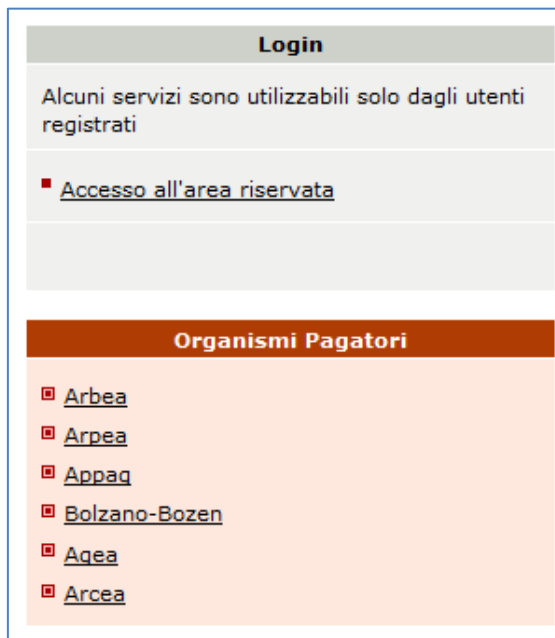 Login
Alcuni servizi sono utilizzabili solo dagli utenti
registrati
Accesso all'area riservata
Organismi Pagatori
Arbea
Arpea
Appag
Bolzano-Bozen
Agea
Arcea